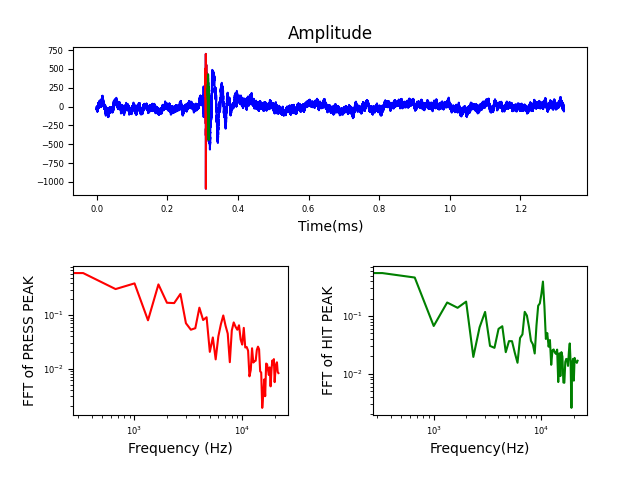 Amplitude
750
500
250
0
−250
−500
−750
−1000
0.0 0.2 0.4 0.6 0.8 1.0 1.2
Time(ms)
FFT of PRESS PEAK
10⁻¹
10⁻²
10³ 10⁴
Frequency (Hz)
FFT of HIT PEAK
10⁻¹
10⁻²
10³ 10⁴
Frequency(Hz)